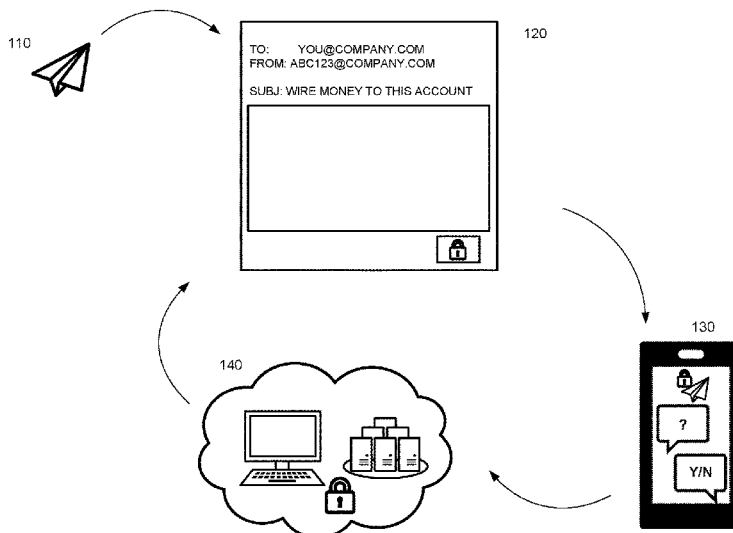 110
120
TO: YOU@COMPANY.COM
FROM: ABC123@COMPANY.COM
SUBJ: WIRE MONEY TO THIS ACCOUNT
130
?
Y/N
140